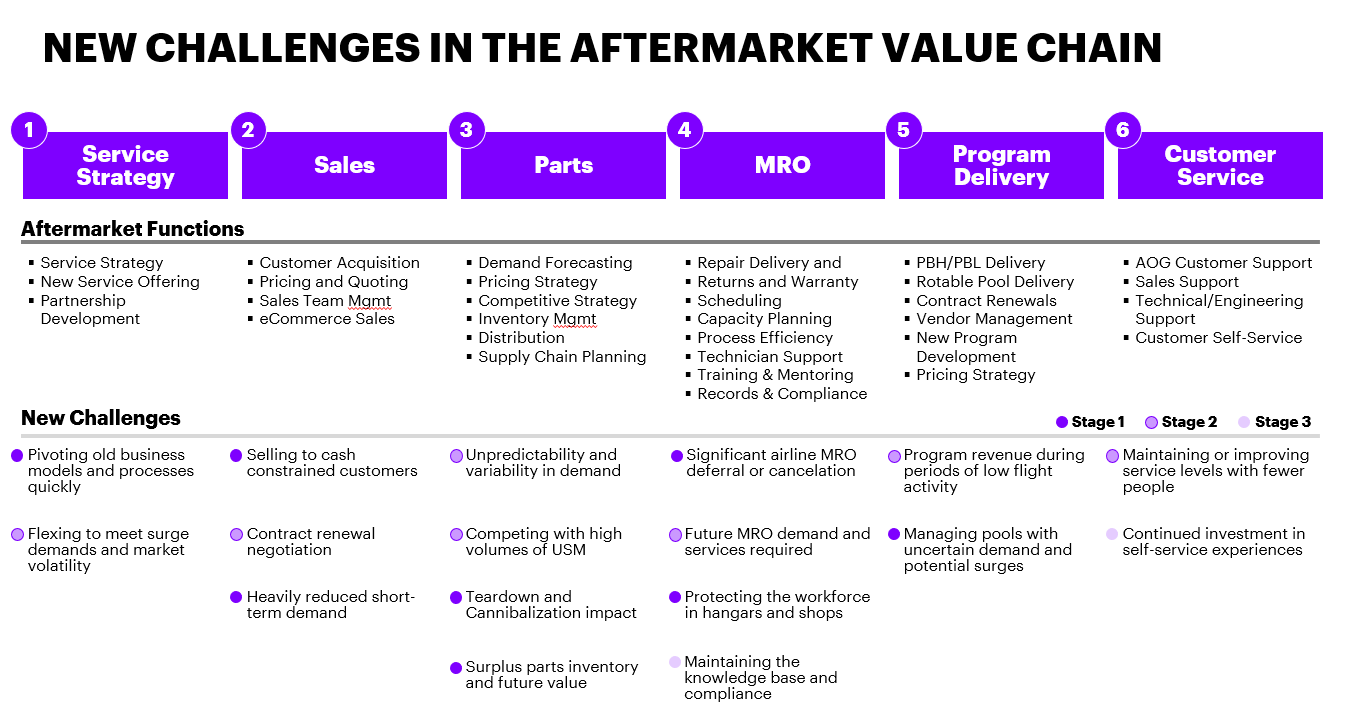 NEW CHALLENGES IN THE AFTERMARKET VALUE CHAIN
1
Service
Strategy
2
Sales
3
Parts
4
MRO
5
Program
Delivery
6
Customer
Service
Aftermarket Functions
▪ Service Strategy
▪ New Service Offering
▪ Partnership
Development
▪ Customer Acquisition
▪ Pricing and Quoting
▪ Sales Team Mgmt
▪ eCommerce Sales
▪ Demand Forecasting
▪ Pricing Strategy
▪ Competitive Strategy
▪ Inventory Mgmt
▪ Distribution
▪ Supply Chain Planning
▪ Repair Delivery and
▪ Returns and Warranty
▪ Scheduling
▪ Capacity Planning
▪ Process Efficiency
▪ Technician Support
▪ Training & Mentoring
▪ Records & Compliance
▪ PBH/PBL Delivery
▪ Rotable Pool Delivery
▪ Contract Renewals
▪ Vendor Management
▪ New Program
Development
▪ Pricing Strategy
▪ AOG Customer Support
▪ Sales Support
▪ Technical/Engineering
Support
▪ Customer Self-Service
New Challenges
Stage 1
Stage 2
Stage 3
Pivoting old business
models and processes
quickly
Flexing to meet surge
demands and market
volatility
Selling to cash
constrained customers
Contract renewal
negotiation
Heavily reduced short-
term demand
Unpredictability and
variability in demand
Competing with high
volumes of USM
Teardown and
Cannibalization impact
Surplus parts inventory
and future value
Significant airline MRO
deferral or cancelation
Future MRO demand and
services required
Protecting the workforce
in hangars and shops
Maintaining the
knowledge base and
compliance
Program revenue during
periods of low flight
activity
Managing pools with
uncertain demand and
potential surges
Maintaining or improving
service levels with fewer
people
Continued investment in
self-service experiences